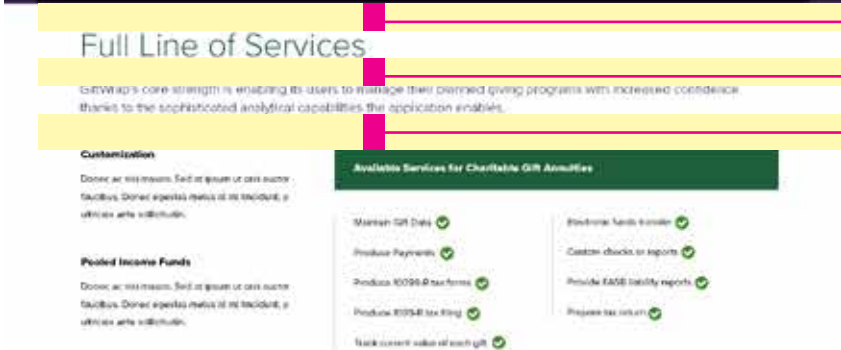 Full Line of Services
GiftWrap's core strength is enabling its users to manage their planned giving programs with increased confidence
thanks to the sophisticated analytical capabilities the application enables.
Customization
Donec ac nisi mauris. Sed at ipsum ut orci auctor
faucibus. Donec egestas metus id mi tincidunt, a
ultricies ante sollicitudin.
Pooled Income Funds
Donec ac nisi mauris. Sed at ipsum ut orci auctor
faucibus. Donec egestas metus id mi tincidunt, a
ultricies ante sollicitudin.
Available Services for Charitable Gift Annuities
Maintain Gift Data
Produce Payments
Produce 1099-R tax forms
Produce 1099-R tax filing
Track current value of each gift
Electronic funds transfer
Custom checks or reports
Provide FASB liability reports
Prepare tax return